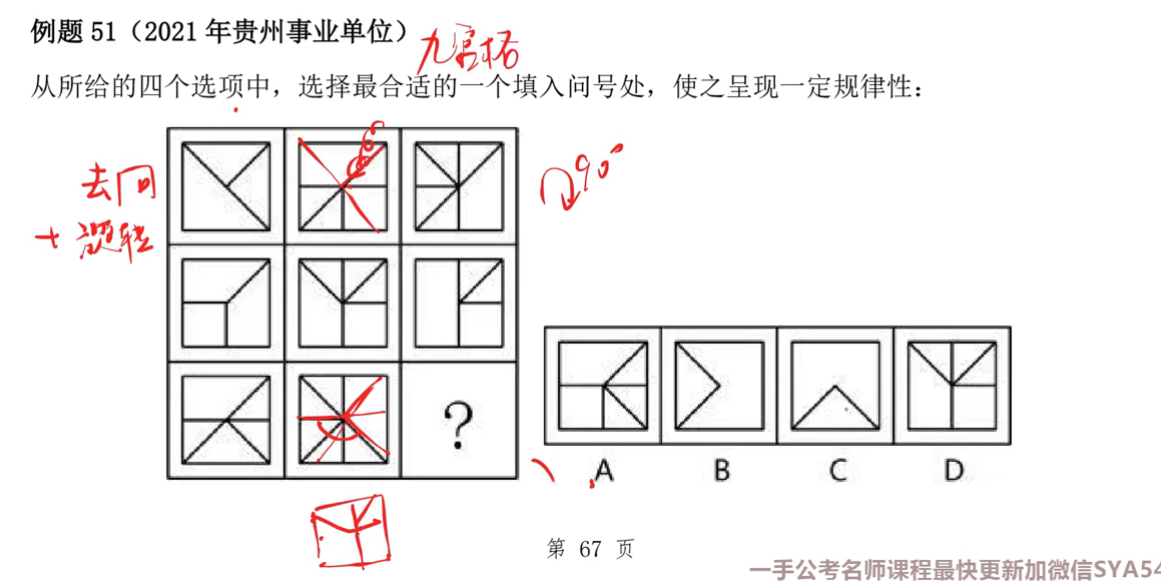 例题 51（2021 年贵州事业单位）
九宫格
从所给的四个选项中，选择最合适的一个填入问号处，使之呈现一定规律性：
去同
+
90°
?
A B C D
第 67 页
一手公考名师课程最快更新加微信SYA54